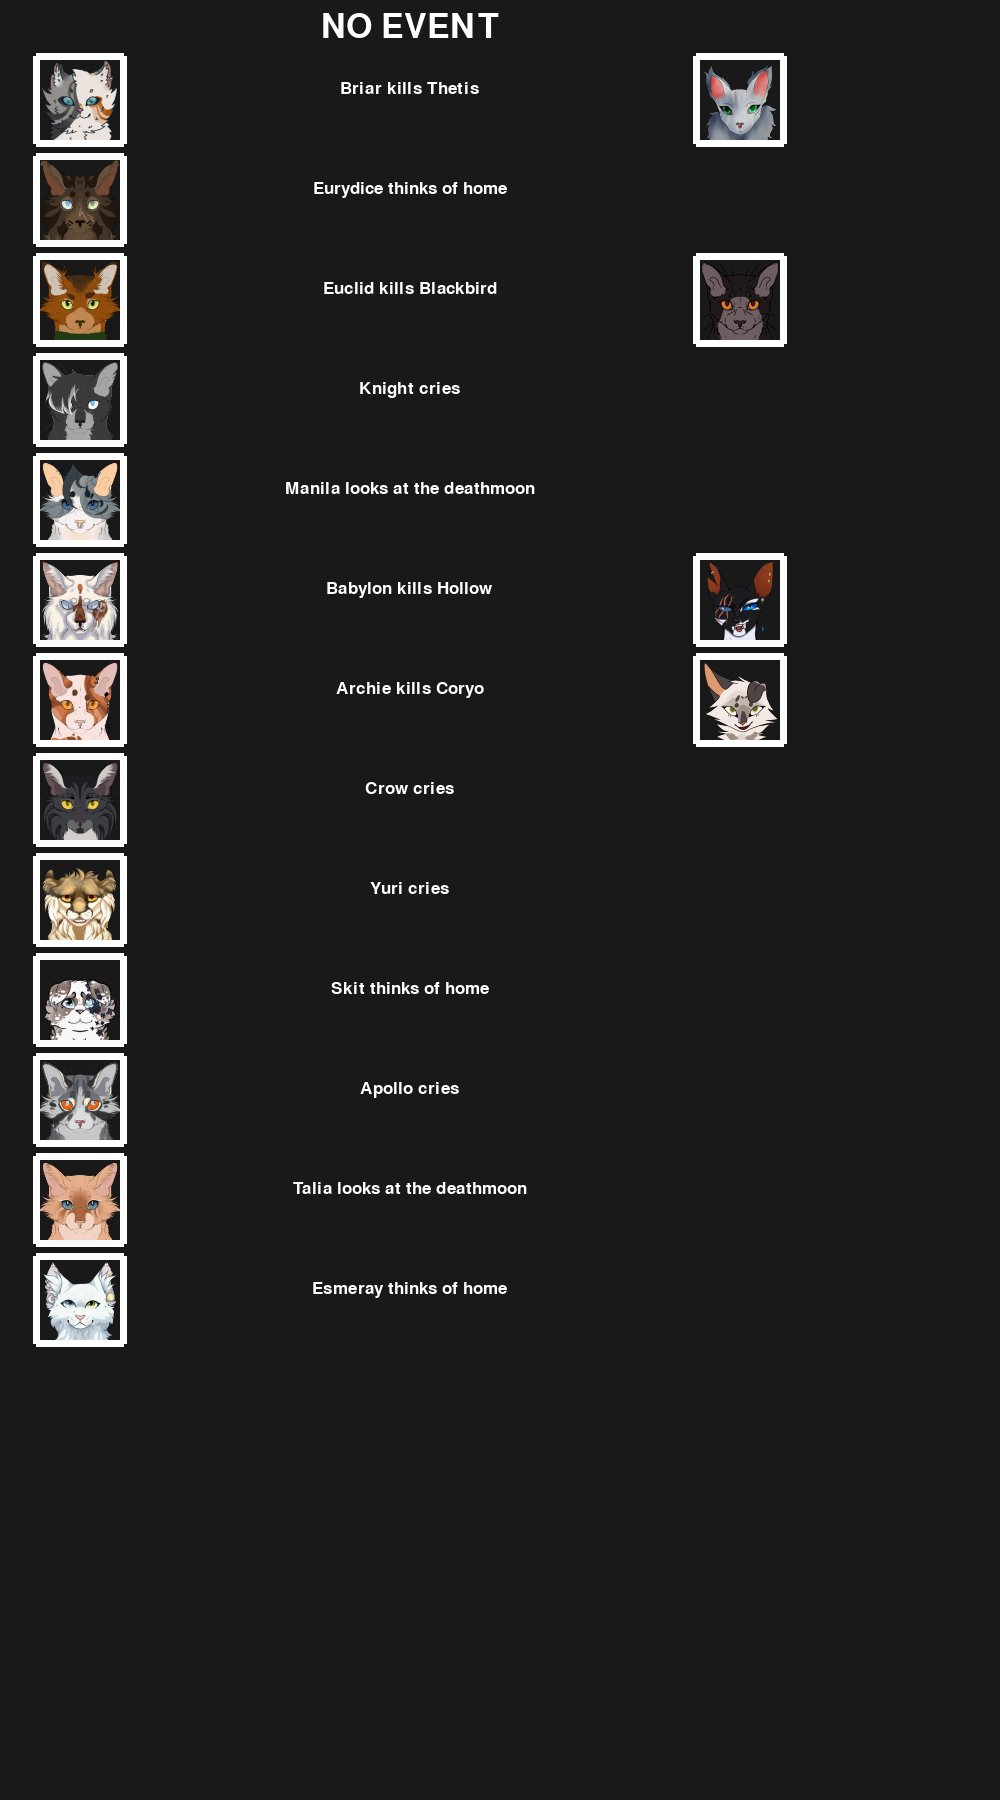 NO EVENT
Briar kills Thetis
Eurydice thinks of home
Euclid kills Blackbird
Knight cries
Manila looks at the deathmoon
Babylon kills Hollow
Archie kills Coryo
Crow cries
Yuri cries
Skit thinks of home
Apollo cries
Talia looks at the deathmoon
Esmeray thinks of home